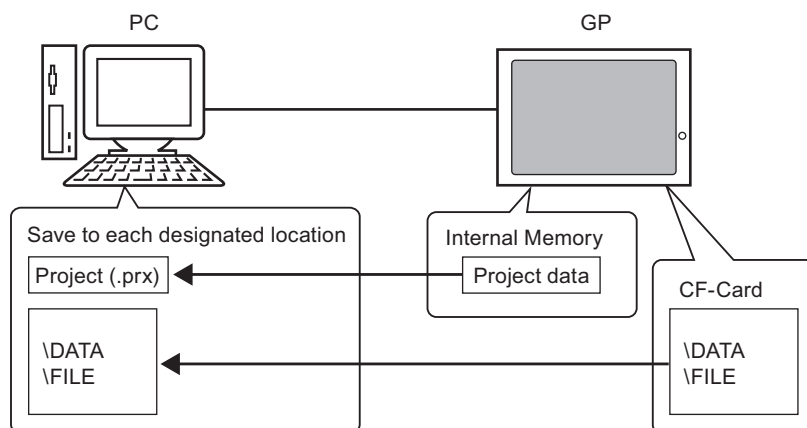 PC
GP
Save to each designated location
Project (.prx)
\DATA
\FILE
Internal Memory
Project data
CF-Card
\DATA
\FILE